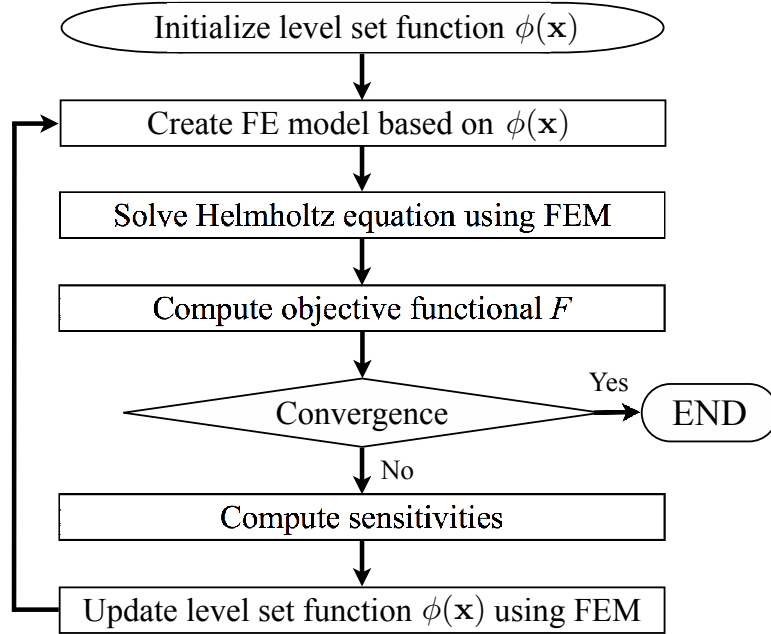 Initialize level set function ϕ(𝐱)
Create FE model based on ϕ(𝐱)
Solve Helmholtz equation using FEM
Compute objective functional F
Convergence
Yes
END
No
Compute sensitivities
Update level set function ϕ(𝐱) using FEM